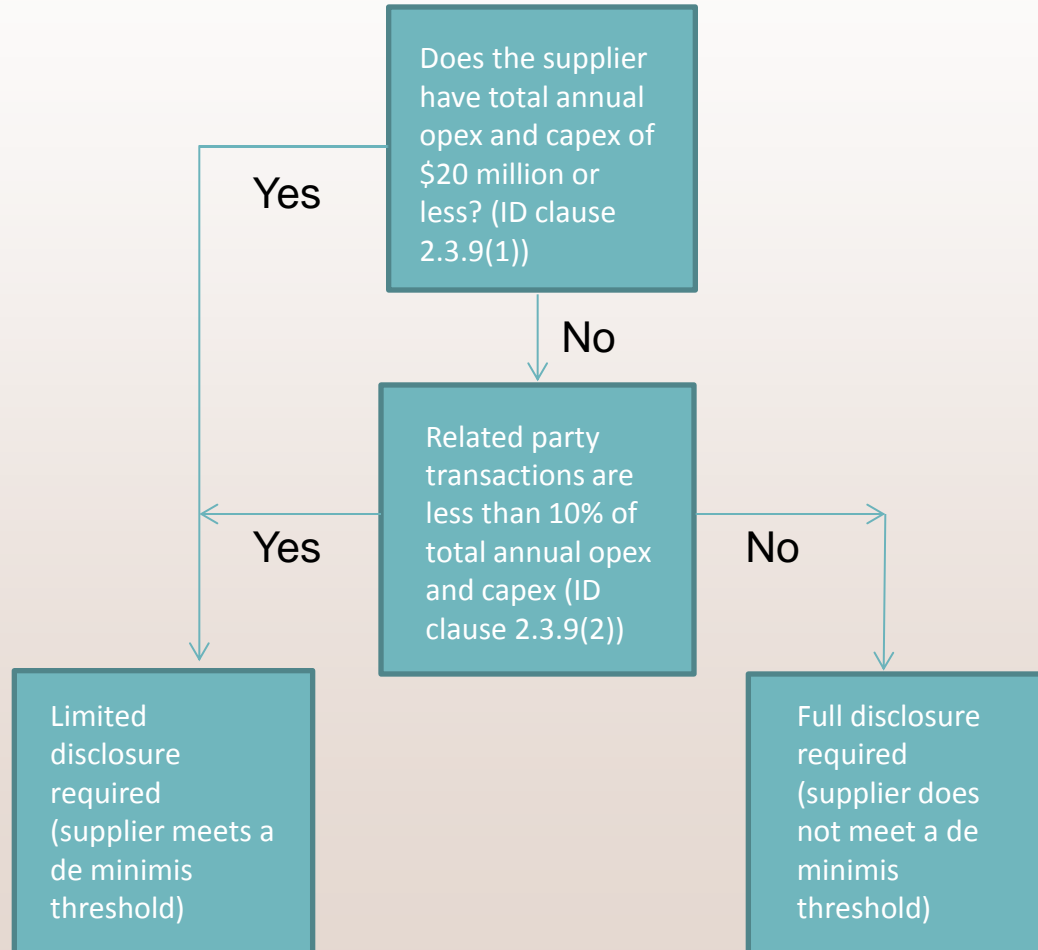 Does the supplier
have total annual
opex and capex of
$20 million or
less? (ID clause
2.3.9(1))
Yes
No
Related party
transactions are
less than 10% of
total annual opex
and capex (ID
clause 2.3.9(2))
Yes
No
Limited
disclosure
required
(supplier meets a
de minimis
threshold)
Full disclosure
required
(supplier does
not meet a de
minimis
threshold)